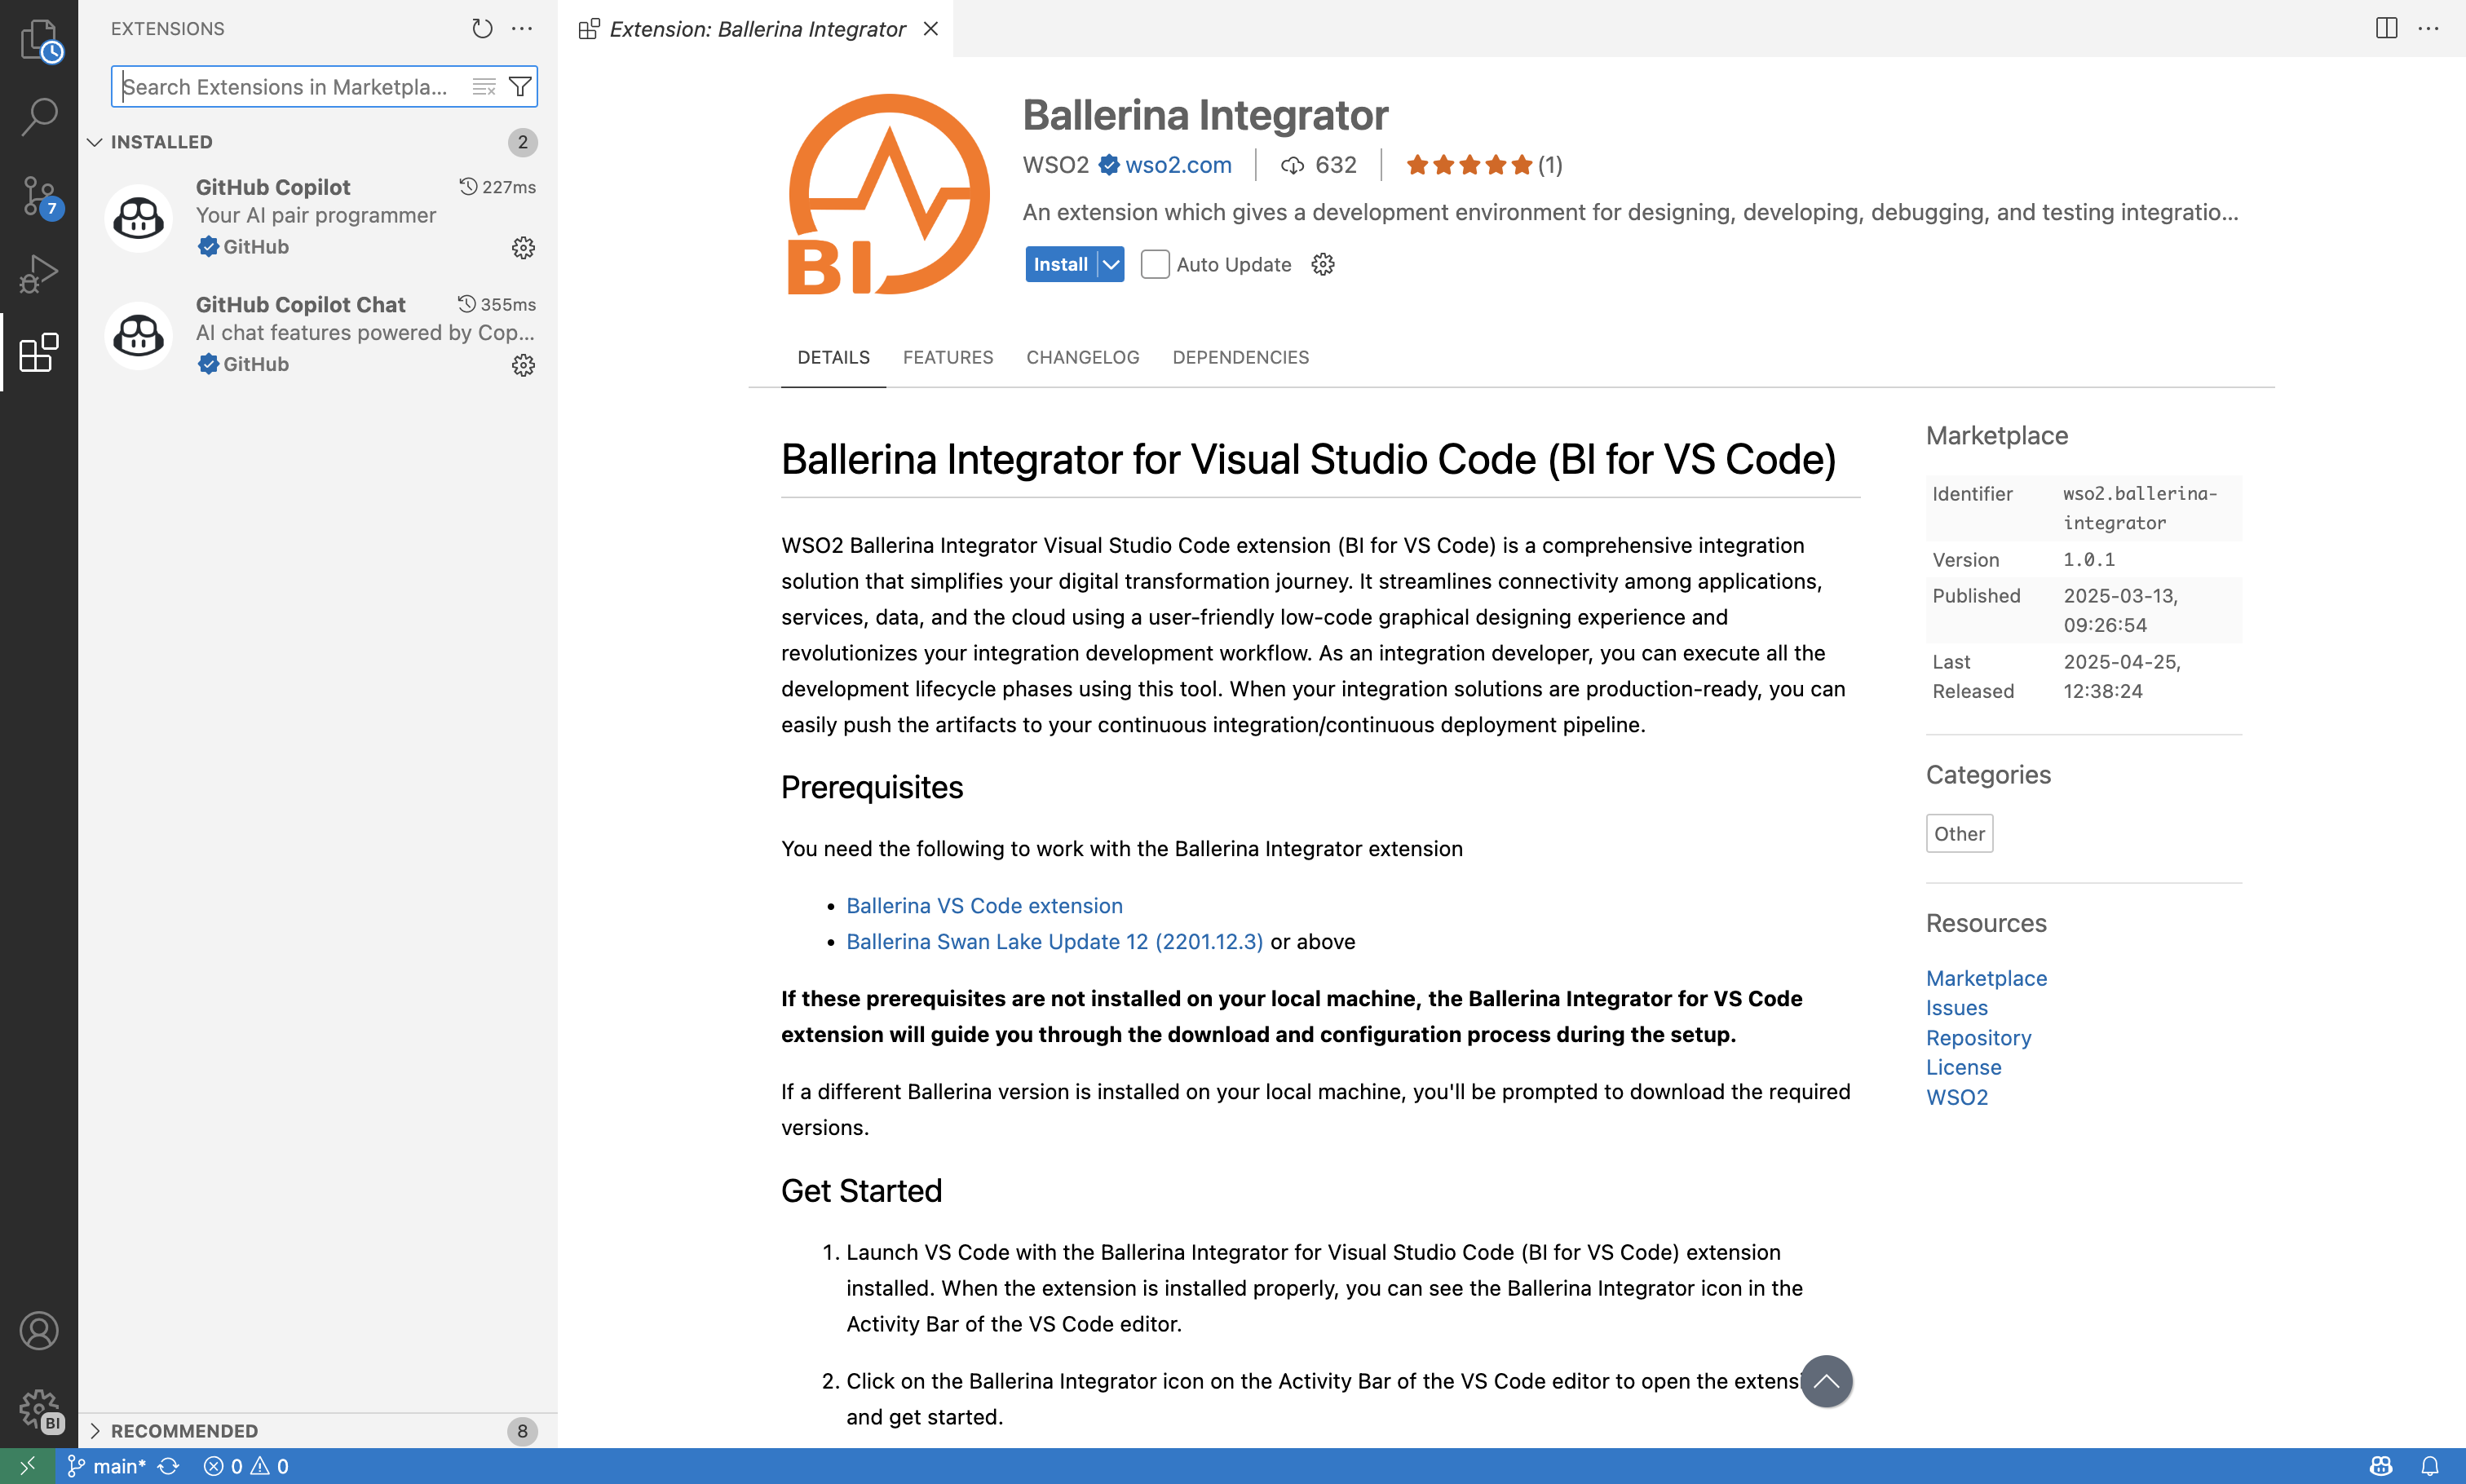 EXTENSIONS
Search Extensions in Marketpla...
INSTALLED
2
GitHub Copilot
227ms
Your AI pair programmer
GitHub
GitHub Copilot Chat
355ms
AI chat features powered by Cop...
GitHub
RECOMMENDED
8
7
BI
Extension: Ballerina Integrator
BI
Ballerina Integrator
WSO2 wso2.com 632 (1)
An extension which gives a development environment for designing, developing, debugging, and testing integratio...
Install Auto Update
DETAILS FEATURES CHANGELOG DEPENDENCIES
Ballerina Integrator for Visual Studio Code (BI for VS Code)
WSO2 Ballerina Integrator Visual Studio Code extension (BI for VS Code) is a comprehensive integration
solution that simplifies your digital transformation journey. It streamlines connectivity among applications,
services, data, and the cloud using a user-friendly low-code graphical designing experience and
revolutionizes your integration development workflow. As an integration developer, you can execute all the
development lifecycle phases using this tool. When your integration solutions are production-ready, you can
easily push the artifacts to your continuous integration/continuous deployment pipeline.
Prerequisites
You need the following to work with the Ballerina Integrator extension
• Ballerina VS Code extension
• Ballerina Swan Lake Update 12 (2201.12.3) or above
If these prerequisites are not installed on your local machine, the Ballerina Integrator for VS Code
extension will guide you through the download and configuration process during the setup.
If a different Ballerina version is installed on your local machine, you'll be prompted to download the required
versions.
Get Started
1. Launch VS Code with the Ballerina Integrator for Visual Studio Code (BI for VS Code) extension
installed. When the extension is installed properly, you can see the Ballerina Integrator icon in the
Activity Bar of the VS Code editor.
2. Click on the Ballerina Integrator icon on the Activity Bar of the VS Code editor to open the
and get started.
Marketplace
Identifier wso2.ballerina-
integrator
Version 1.0.1
Published 2025-03-13,
09:26:54
Last 2025-04-25,
Released 12:38:24
Categories
Other
Resources
Marketplace
Issues
Repository
License
WSO2
main* 0 0